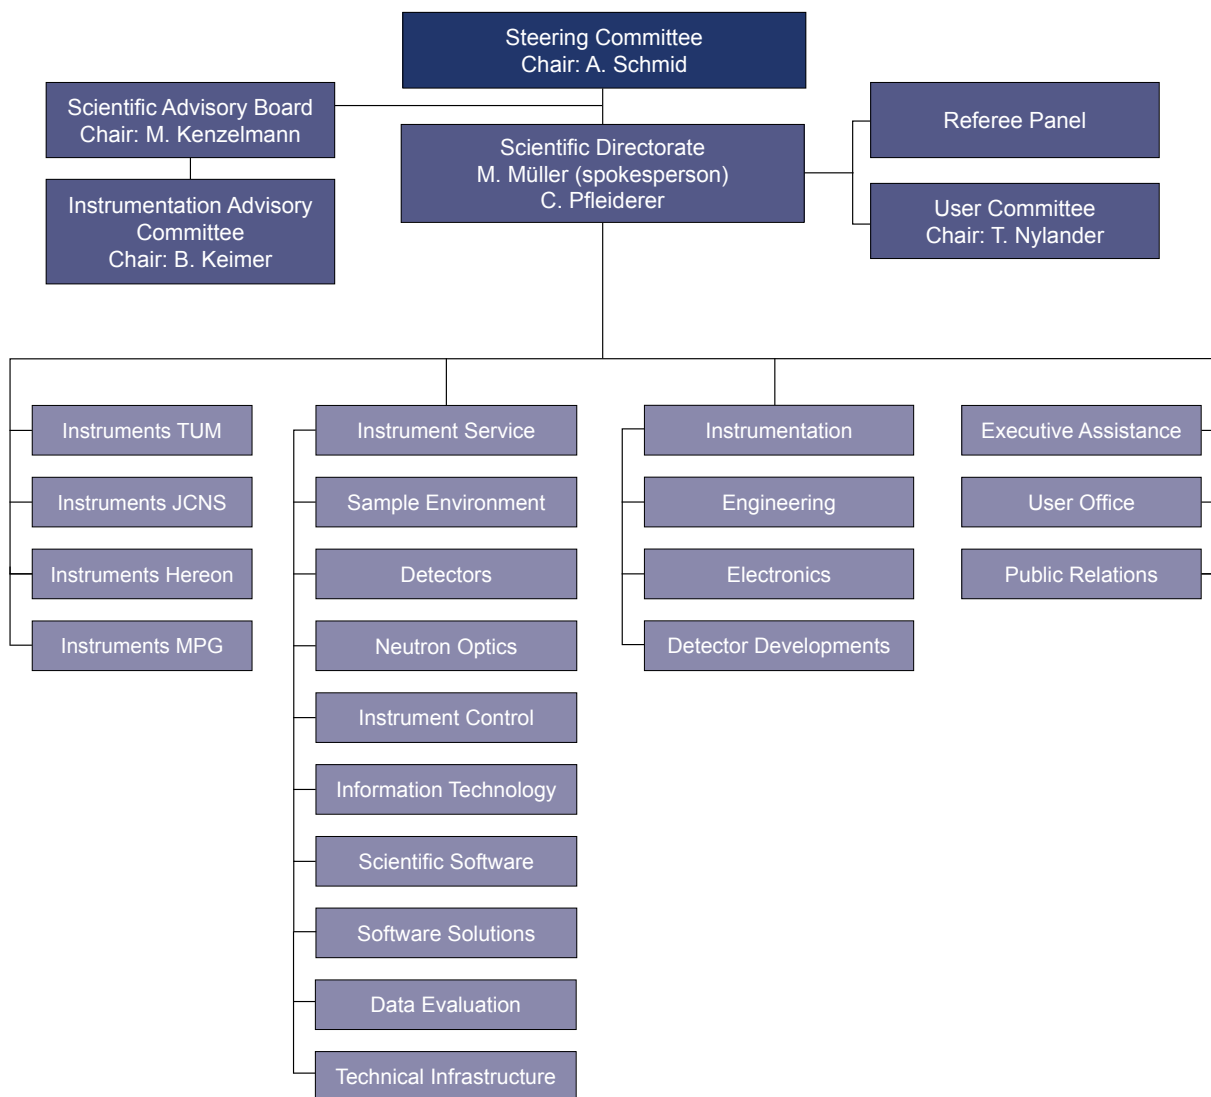 Steering Committee
Chair: A. Schmid
Scientific Advisory Board
Chair: M. Kenzelmann
Instrumentation Advisory
Committee
Chair: B. Keimer
Scientific Directorate
M. Müller (spokesperson)
C. Pfleiderer
Referee Panel
User Committee
Chair: T. Nylander
Instruments TUM
Instruments JCNS
Instruments Hereon
Instruments MPG
Instrument Service
Sample Environment
Detectors
Neutron Optics
Instrument Control
Information Technology
Scientific Software
Software Solutions
Data Evaluation
Technical Infrastructure
Instrumentation
Engineering
Electronics
Detector Developments
Executive Assistance
User Office
Public Relations